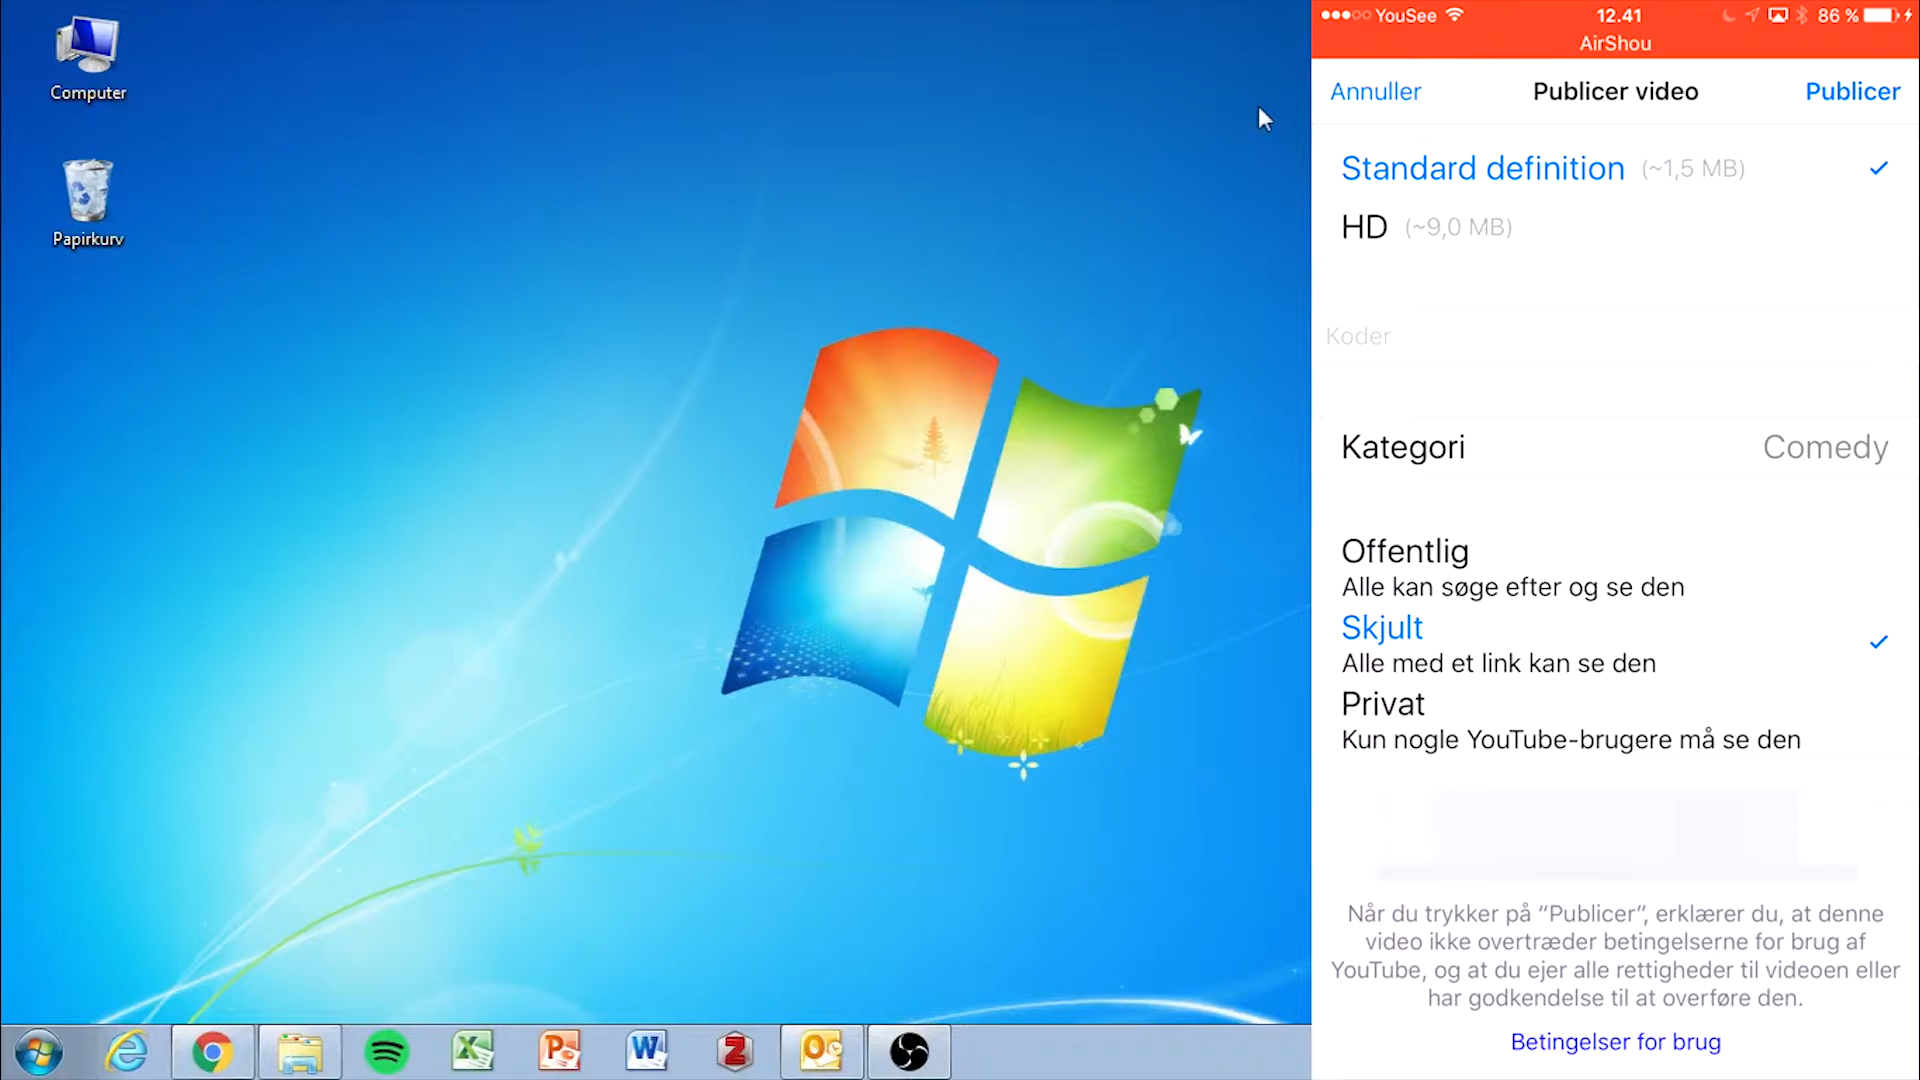 Computer
Papirkurv
YouSee 12.41 86 %
AirShou
Annuller Publicer video Publicer
Standard definition (~1,5 MB)
HD (~9,0 MB)
Koder
Kategori Comedy
Offentlig
Alle kan søge efter og se den
Skjult
Alle med et link kan se den
Privat
Kun nogle YouTube-brugere må se den
Når du trykker på “Publicer”, erklærer du, at denne
video ikke overtræder betingelserne for brug af
YouTube, og at du ejer alle rettigheder til videoen eller
har godkendelse til at overføre den.
Betingelser for brug